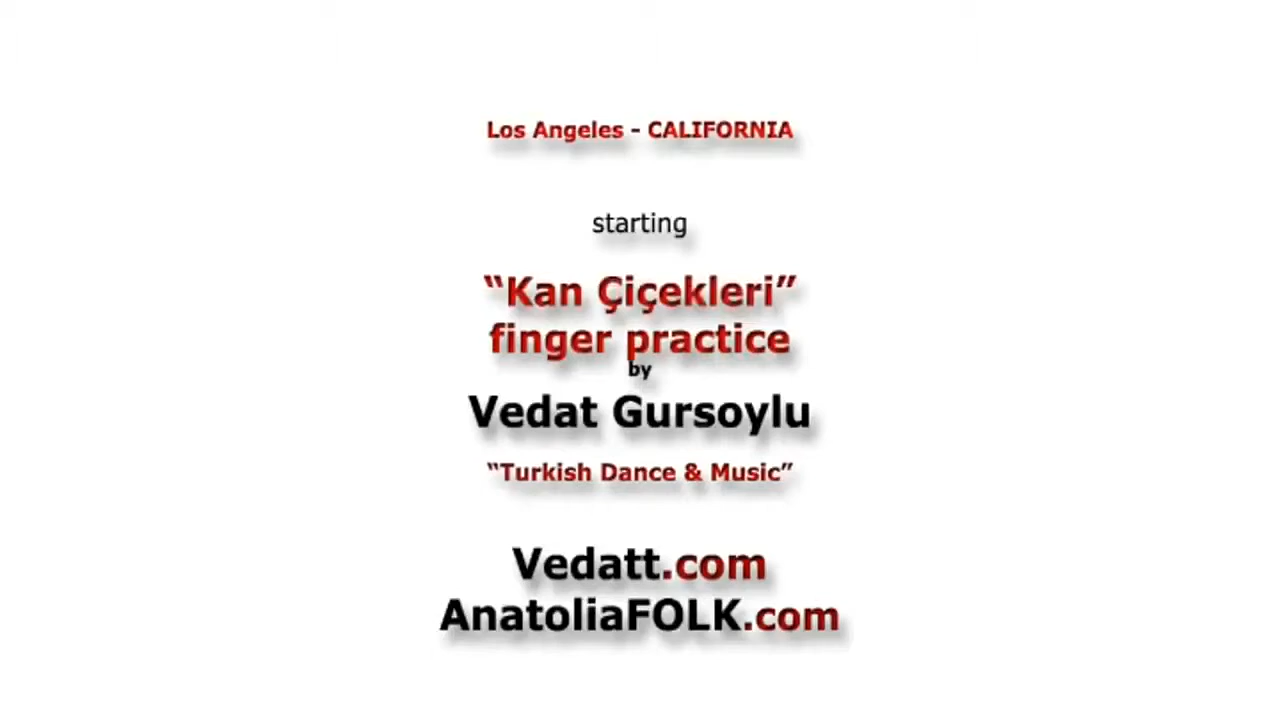 Los Angeles - CALIFORNIA
starting
“Kan Çiçekleri”
finger practice
by
Vedat Gursoylu
“Turkish Dance & Music”
Vedatt.com
AnatoliaFOLK.com